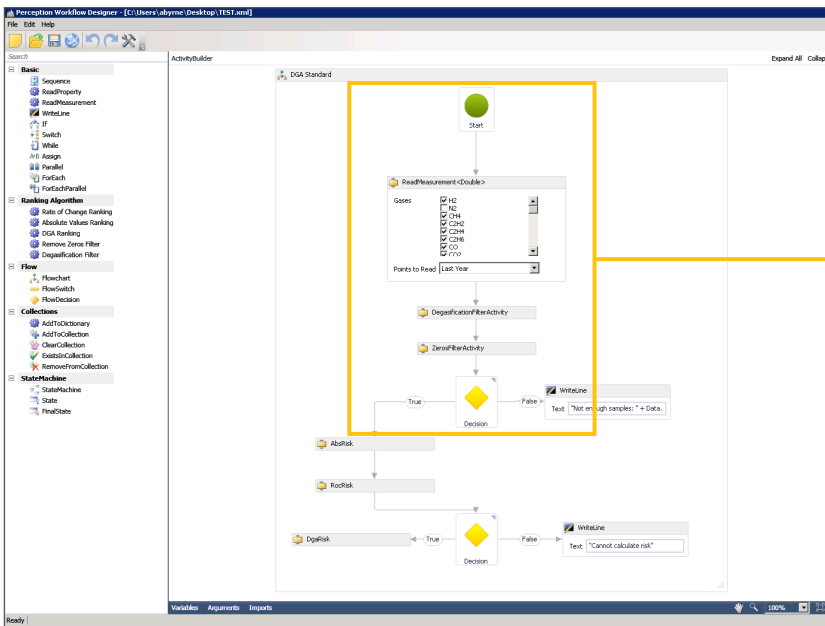 Perception Workflow Designer - [C:\Users\abyrne\Desktop\TEST.xml]
File Edit Help
Search
ActivityBuilder
Expand All Collap
Basic
Sequence
ReadProperty
ReadMeasurement
WriteLine
If
Switch
While
A=B Assign
Parallel
ForEach
ForEachParallel
Ranking Algorithm
Rate of Change Ranking
Absolute Values Ranking
DGA Ranking
Remove Zeros Filter
Degasification Filter
Flow
Flowchart
FlowSwitch
FlowDecision
Collections
AddToDictionary
AddToCollection
ClearCollection
ExistsInCollection
RemoveFromCollection
StateMachine
StateMachine
State
FinalState
DGA Standard
Start
ReadMeasurement<Double>
Gases
H2
N2
CH4
C2H2
C2H4
C2H6
CO
CO2
Points to Read Last Year
DegasificationFilterActivity
ZerosFilterActivity
True
Decision
False
WriteLine
Text "Not enough samples: " + Data.
AbsRisk
RocRisk
DgaRisk
True
Decision
False
WriteLine
Text "Cannot calculate risk"
Variables Arguments Imports
100%
Ready